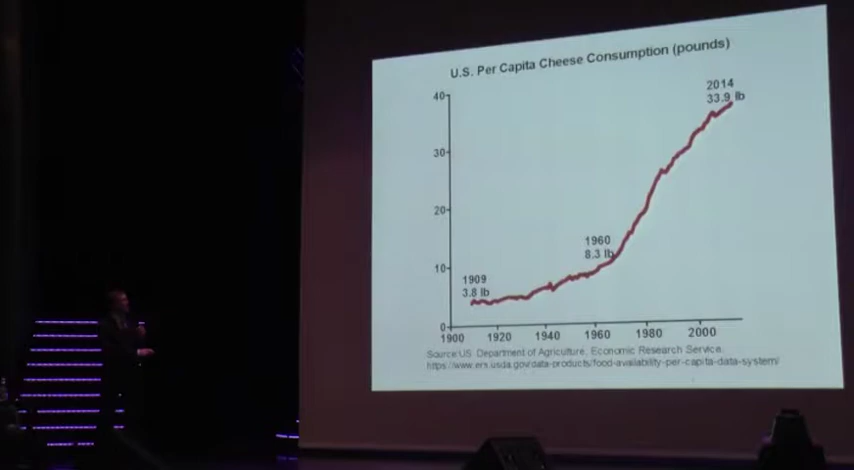 U.S. Per Capita Cheese Consumption (pounds)
2014
33.9 lb
40
30
20
1960
8.3 lb
10
1909
3.8 lb
0
1900 1920 1940 1960 1980 2000
Source:US. Department of Agriculture, Economic Research Service.
https://www.ers.usda.gov/data-products/food-availability-per-capita-data-system/